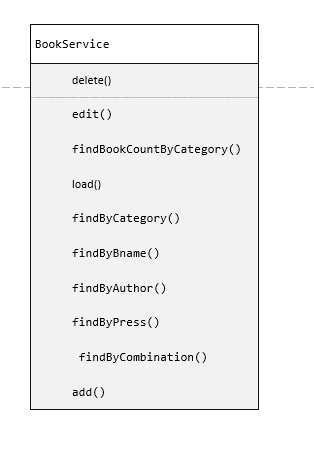 BookService
delete()
edit()
findBookCountByCategory()
load()
findByCategory()
findByBname()
findByAuthor()
findByPress()
findByCombination()
add()